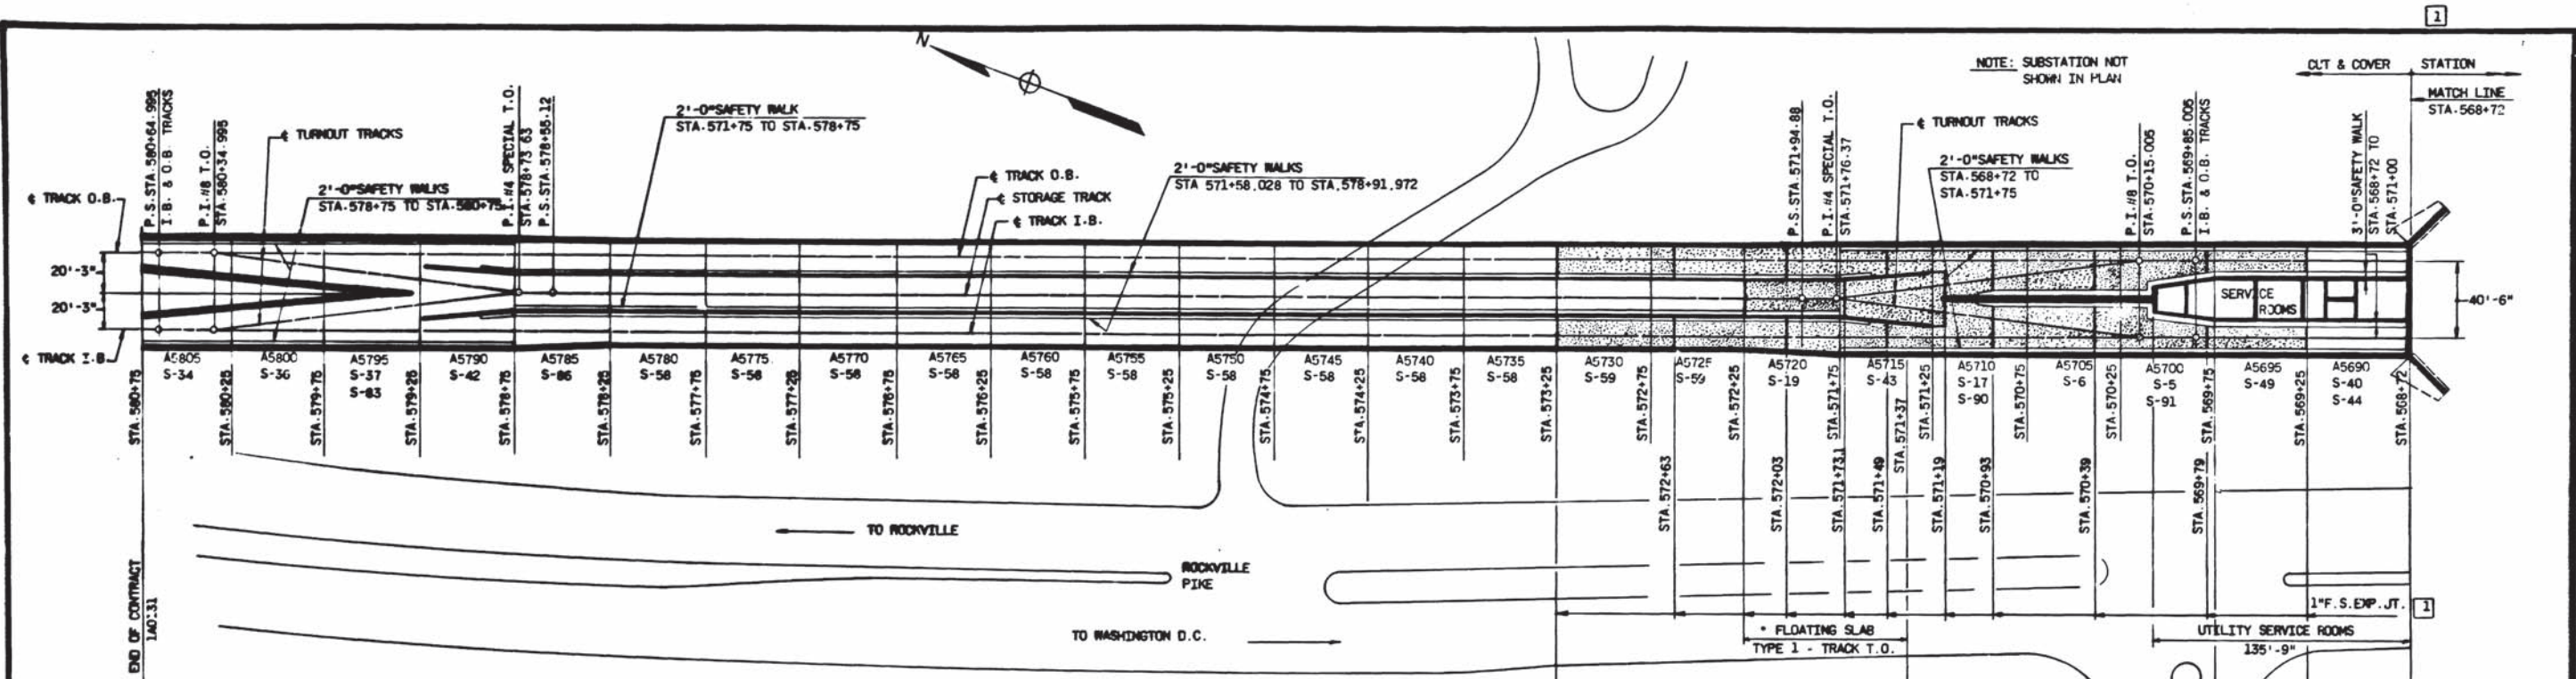 1
N
NOTE: SUBSTATION NOT
SHOWN IN PLAN
CUT & COVER
STATION
MATCH LINE
STA.568+72
P.S.STA.580+64.995
I.B. & O.B. TRACKS
P.I.#8 T.O.
STA.580+34.995
℄ TURNOUT TRACKS
2'-0"SAFETY WALKS
STA.578+75 TO STA.580+75
P.I.#4 SPECIAL T.O.
STA.578+73 63
P.S.STA.578+55.12
2'-0"SAFETY WALK
STA.571+75 TO STA.578+75
℄ TRACK O.B.
℄ STORAGE TRACK
℄ TRACK I.B.
2'-0"SAFETY WALKS
STA 571+58.028 TO STA.578+91.972
P.S.STA.571+94.88
P.I.#4 SPECIAL T.O.
STA.571+76.37
℄ TURNOUT TRACKS
2'-0"SAFETY WALKS
STA.568+72 TO
STA.571+75
P.I.#8 T.O.
STA.570+15.005
P.S.STA.569+85.005
I.B. & O.B. TRACKS
3'-0"SAFETY WALK
STA.568+72 TO
STA.571+00
℄ TRACK O.B.
20'-3"
20'-3"
℄ TRACK I.B.
SERVICE
ROOMS
40'-6"
A5805
S-34
A5800
S-36
A5795
S-37
S-83
A5790
S-42
A5785
S-86
A5780
S-58
A5775
S-58
A5770
S-58
A5765
S-58
A5760
S-58
A5755
S-58
A5750
S-58
A5745
S-58
A5740
S-58
A5735
S-58
A5730
S-59
A5725
S-59
A5720
S-19
A5715
S-43
A5710
S-17
S-90
A5705
S-6
A5700
S-5
S-91
A5695
S-49
A5690
S-40
S-44
STA.580+75
STA.580+25
STA.579+75
STA.579+25
STA.578+75
STA.578+25
STA.577+75
STA.577+25
STA.576+75
STA.576+25
STA.575+75
STA.575+25
STA.574+75
STA.574+25
STA.573+75
STA.573+25
STA.572+75
STA.572+25
STA.571+75
STA.571+37
STA.571+25
STA.570+75
STA.570+25
STA.569+75
STA.569+25
STA.568+72
STA.572+63
STA.572+03
STA.571+73.1
STA.571+49
STA.571+19
STA.570+93
STA.570+39
STA.569+79
TO ROCKVILLE
ROCKVILLE
PIKE
TO WASHINGTON D.C.
END OF CONTRACT
1A0131
* FLOATING SLAB
TYPE 1 - TRACK T.O.
1"F.S.EXP.JT.
1
UTILITY SERVICE ROOMS
135'-9"